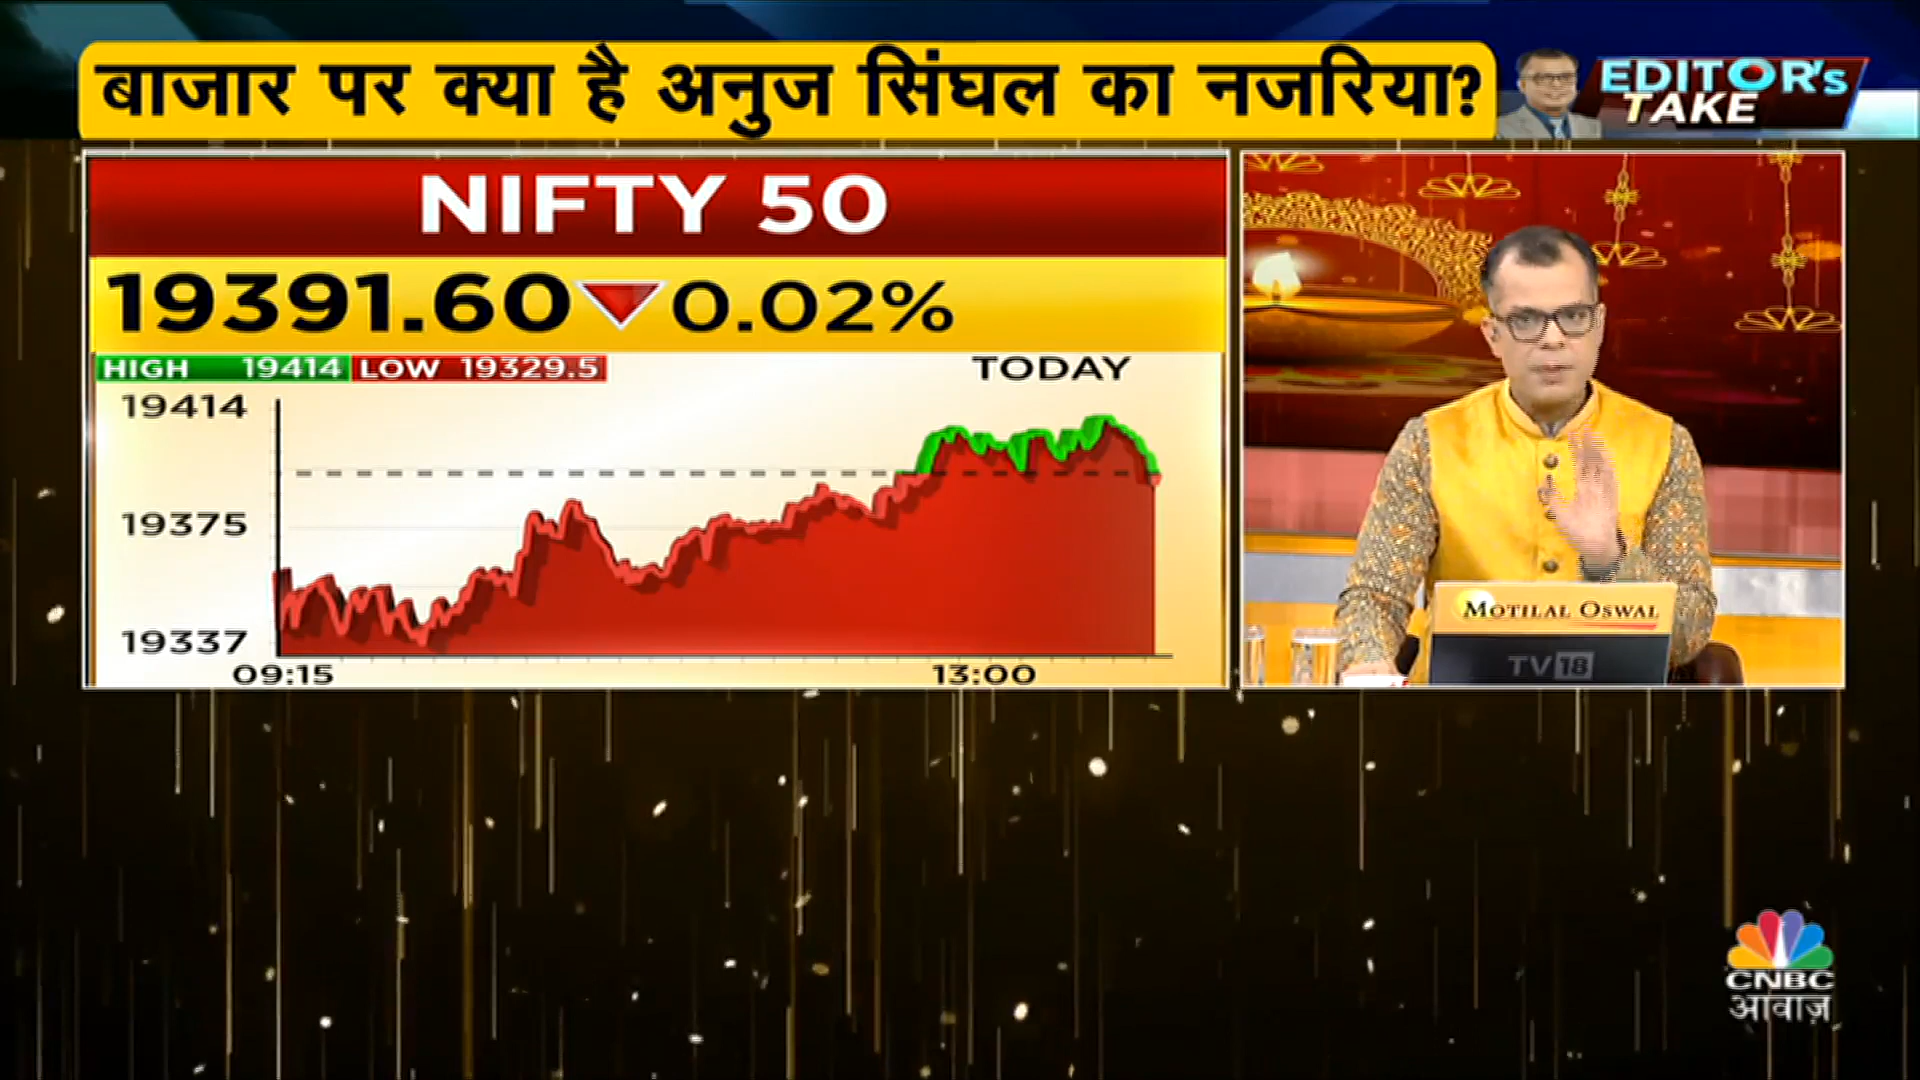 बाजार पर क्या है अनुज सिंघल का नजरिया?
EDITOR's
TAKE
NIFTY 50
19391.60 0.02%
HIGH 19414 LOW 19329.5
TODAY
19414
19375
19337
09:15 13:00
MOTILAL OSWAL
TV18
CNBC
आवाज़